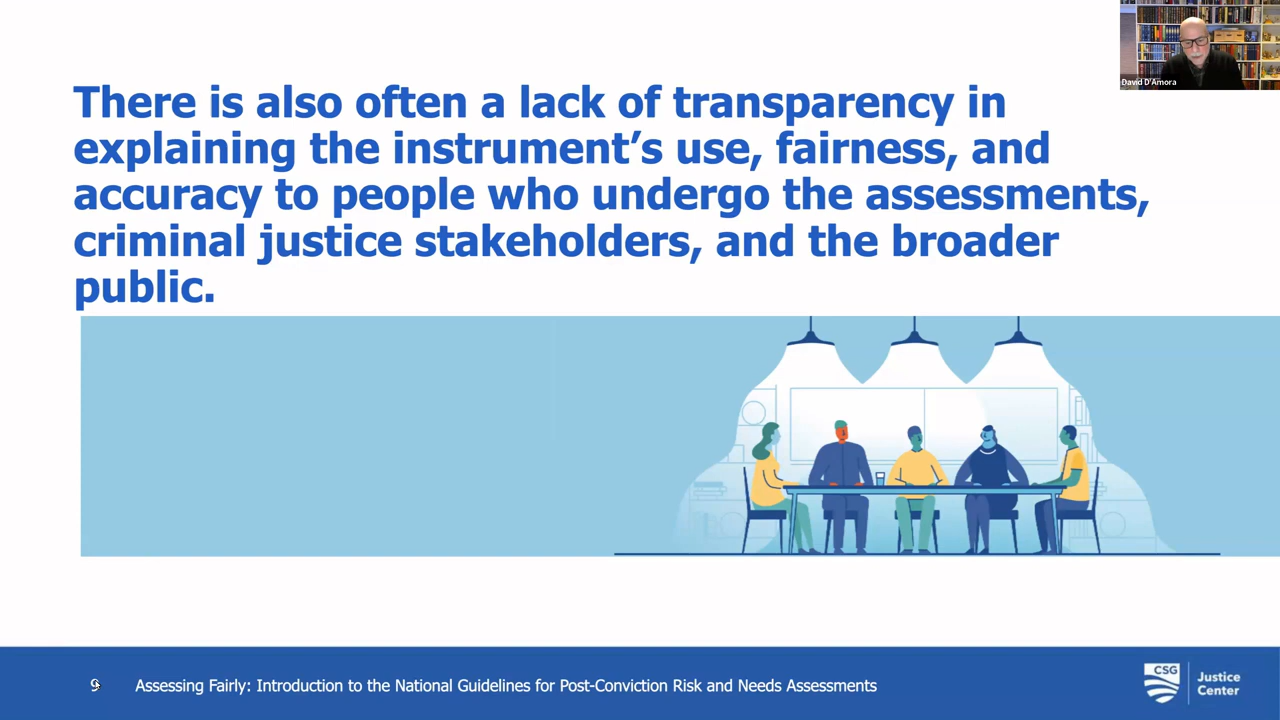 David D'Amora
There is also often a lack of transparency in
explaining the instrument’s use, fairness, and
accuracy to people who undergo the assessments,
criminal justice stakeholders, and the broader
public.
9
Assessing Fairly: Introduction to the National Guidelines for Post-Conviction Risk and Needs Assessments
CSG
Justice
Center